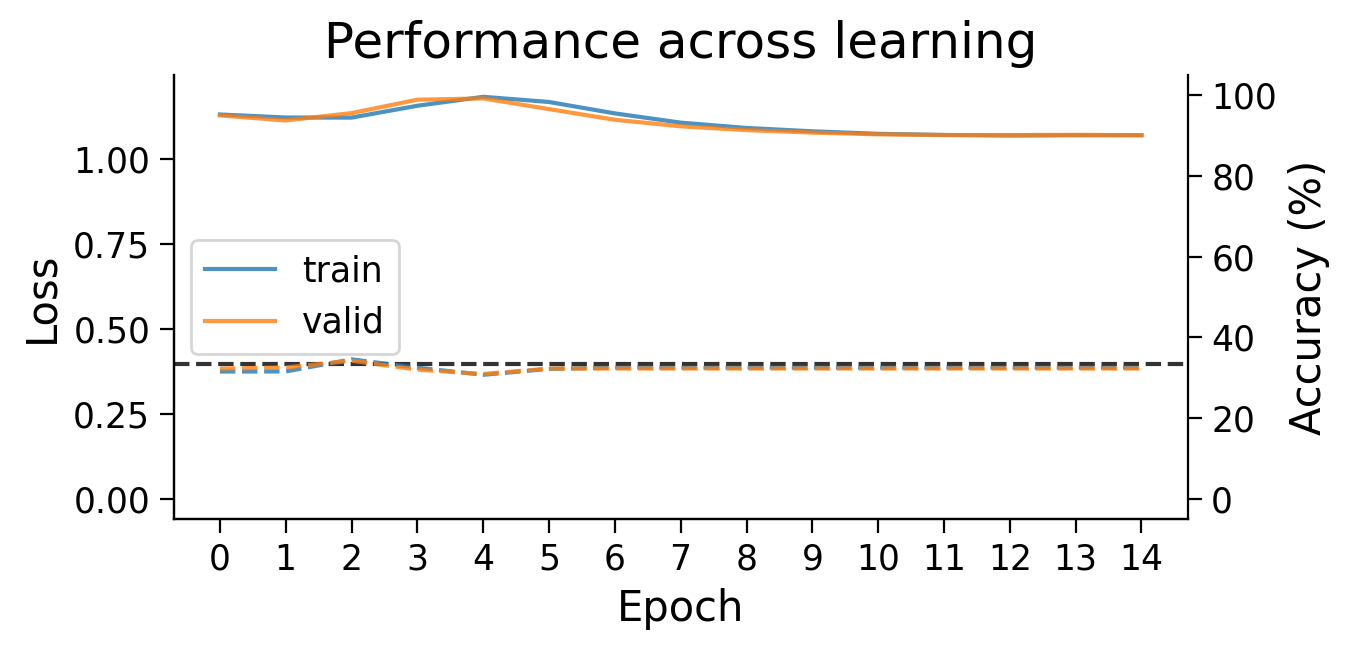 Performance across learning
Loss
1.00
0.75
0.50
0.25
0.00
train
valid
100
80
60
40
20
0
Accuracy (%)
0 1 2 3 4 5 6 7 8 9 10 11 12 13 14
Epoch